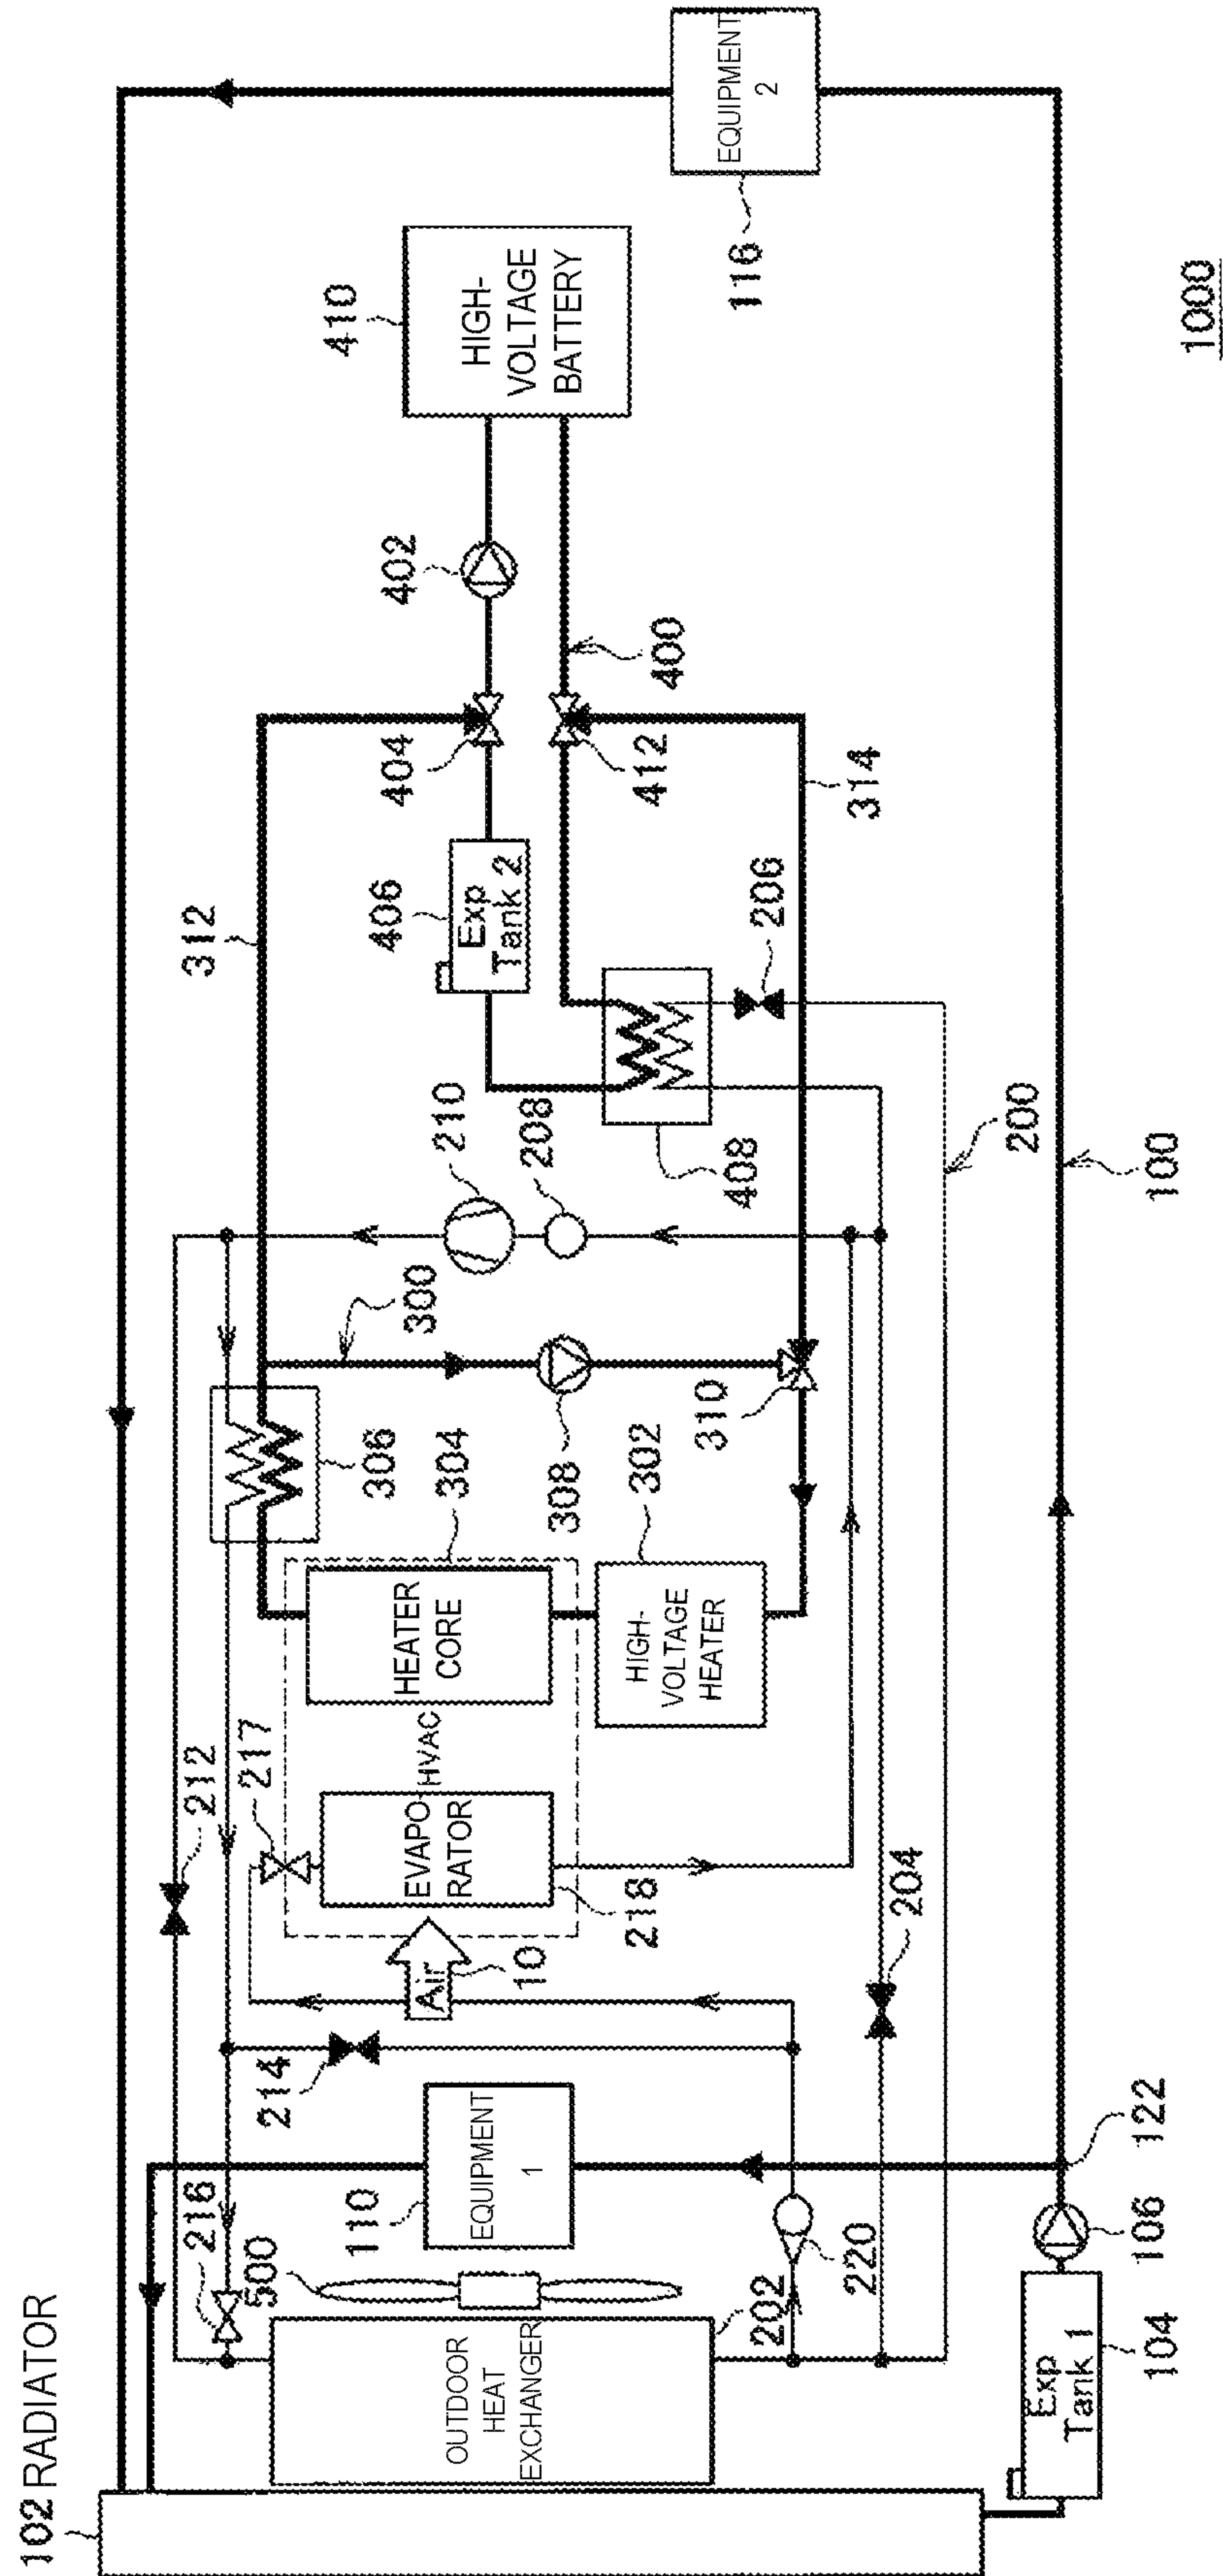 102 RADIATOR
OUTDOOR
HEAT
EXCHANGER
202
500
216
EQUIPMENT
1
110
220
Exp
Tank 1
104
106
122
214
Air
10
212
217
EVAPO-
RATOR
218
HVAC
HEATER
CORE
304
HIGH-
VOLTAGE
HEATER
302
204
306
308
310
300
210
208
408
200
100
312
Exp
Tank 2
406
206
404
412
314
402
400
HIGH-
VOLTAGE
BATTERY
410
EQUIPMENT
2
116
1000